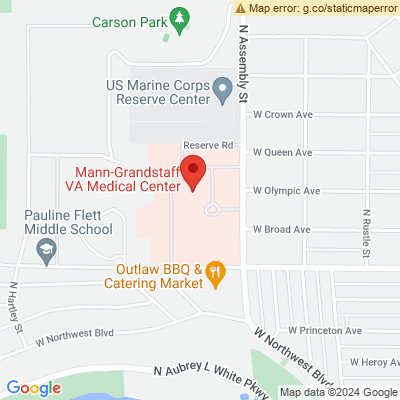 Map error: g.co/staticmaperror
Carson Park
N Assembly St
US Marine Corps
Reserve Center
W Crown Ave
Reserve Rd
W Queen Ave
Mann-Grandstaff
VA Medical Center
W Olympic Ave
Pauline Flett
Middle School
W Broad Ave
N Rustle St
Outlaw BBQ &
Catering Market
N Hartley St
W Northwest Blvd
W Princeton Ave
W Northwest Blvd
W Heroy Ave
N Aubrey L White Pkwy
Google
Map data ©2024 Google